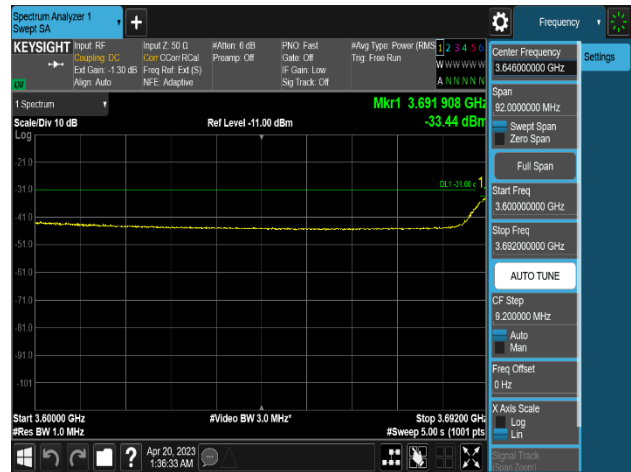 Spectrum Analyzer 1
Swept SA
Frequency
KEYSIGHT
Input: RF
Coupling: DC
Ext Gain: -1.30 dB
Align: Auto
Input Z: 50 Ω
Corr CCorr RCal
Freq Ref: Ext (S)
NFE: Adaptive
#Atten: 6 dB
Preamp: Off
PNO: Fast
Gate: Off
IF Gain: Low
Sig Track: Off
#Avg Type: Power (RMS
Trig: Free Run
1 2 3 4 5 6
W W W W W W
A N N N N N
1 Spectrum
Mkr1 3.691 908 GHz
-33.44 dBm
Scale/Div 10 dB
Ref Level -11.00 dBm
Log
-21.0
-31.0
-41.0
-51.0
-61.0
-71.0
-81.0
-91.0
-101
DL1 -31.00 c
1
Start 3.60000 GHz
#Res BW 1.0 MHz
#Video BW 3.0 MHz*
Stop 3.69200 GHz
#Sweep 5.00 s (1001 pts
Apr 20, 2023
1:36:33 AM
Center Frequency
3.646000000 GHz
Settings
Span
92.0000000 MHz
Swept Span
Zero Span
Full Span
Start Freq
3.600000000 GHz
Stop Freq
3.692000000 GHz
AUTO TUNE
CF Step
9.200000 MHz
Auto
Man
Freq Offset
0 Hz
X Axis Scale
Log
Lin
Signal Track
(Span Zoom)